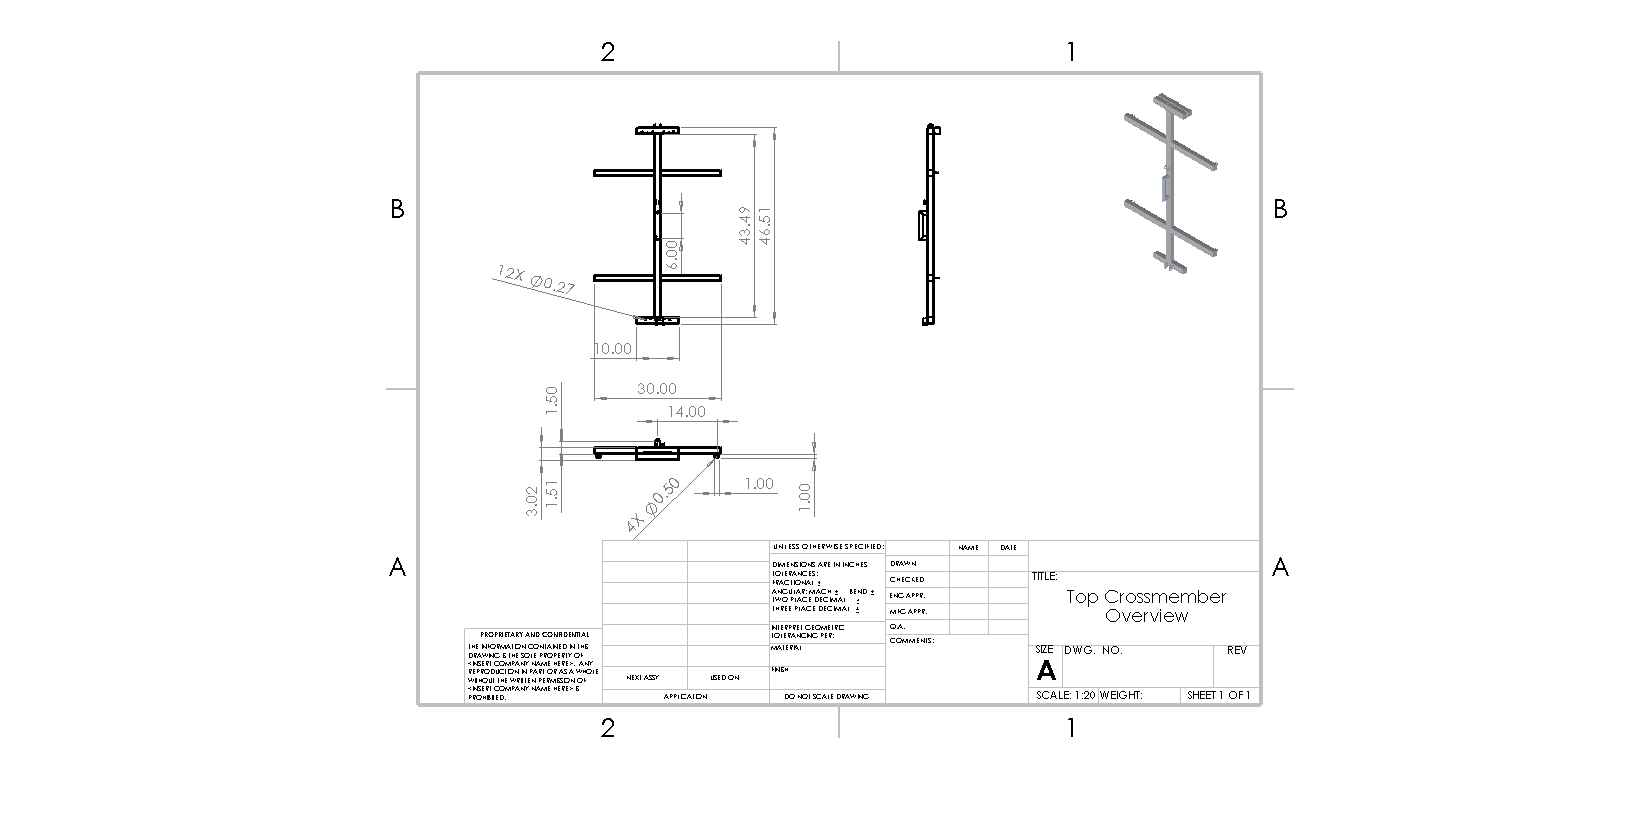 2
1
B
B
12X Ø0.27
6.00
43.49
46.51
10.00
30.00
14.00
1.50
3.02
1.51
4X Ø0.50
1.00
1.00
A
A
UNLESS OTHERWISE SPECIFIED:
DIMENSIONS ARE IN INCHES
TOLERANCES:
FRACTIONAL ±
ANGULAR: MACH ± BEND ±
TWO PLACE DECIMAL ±
THREE PLACE DECIMAL ±
INTERPRET GEOMETRIC
TOLERANCING PER:
MATERIAL
FINISH
DO NOT SCALE DRAWING
NAME DATE
DRAWN
CHECKED
ENG APPR.
MFG APPR.
Q.A.
COMMENTS:
TITLE:
Top Crossmember
Overview
SIZE DWG. NO. REV
A
SCALE: 1:20 WEIGHT: SHEET 1 OF 1
PROPRIETARY AND CONFIDENTIAL
THE INFORMATION CONTAINED IN THIS
DRAWING IS THE SOLE PROPERTY OF
<INSERT COMPANY NAME HERE>. ANY
REPRODUCTION IN PART OR AS A WHOLE
WITHOUT THE WRITTEN PERMISSION OF
<INSERT COMPANY NAME HERE> IS
PROHIBITED.
NEXT ASSY USED ON
APPLICATION
2
1